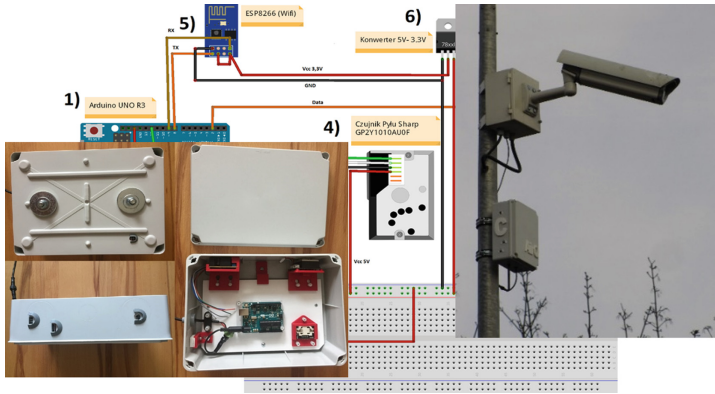 5)
ESP8266 (Wifi)
6)
RX
TX
Konwerter 5V- 3,3V
78xx
Vcc 3,3V
GND
1)
Arduino UNO R3
Data
4)
Czujnik Pyłu Sharp
GP2Y1010AU0F
Vcc 5V